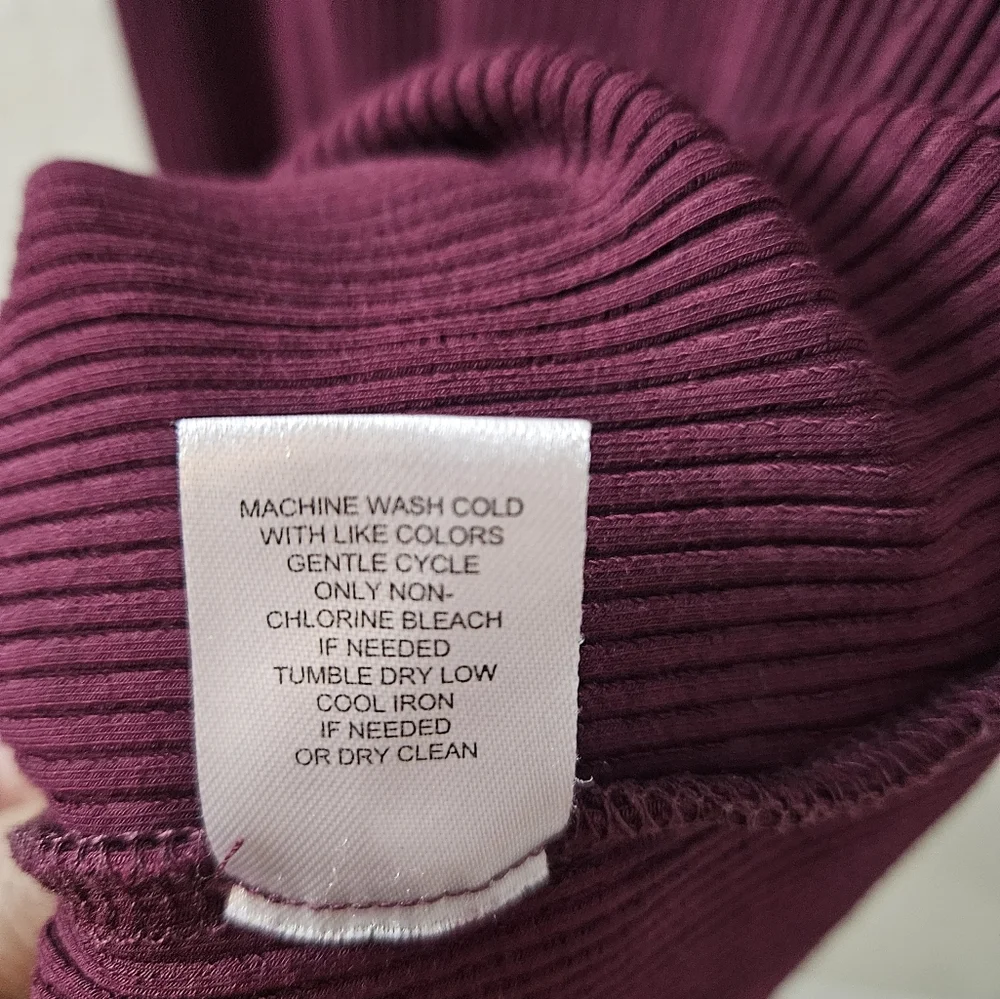 MACHINE WASH COLD
WITH LIKE COLORS
GENTLE CYCLE
ONLY NON-
CHLORINE BLEACH
IF NEEDED
TUMBLE DRY LOW
COOL IRON
IF NEEDED
OR DRY CLEAN